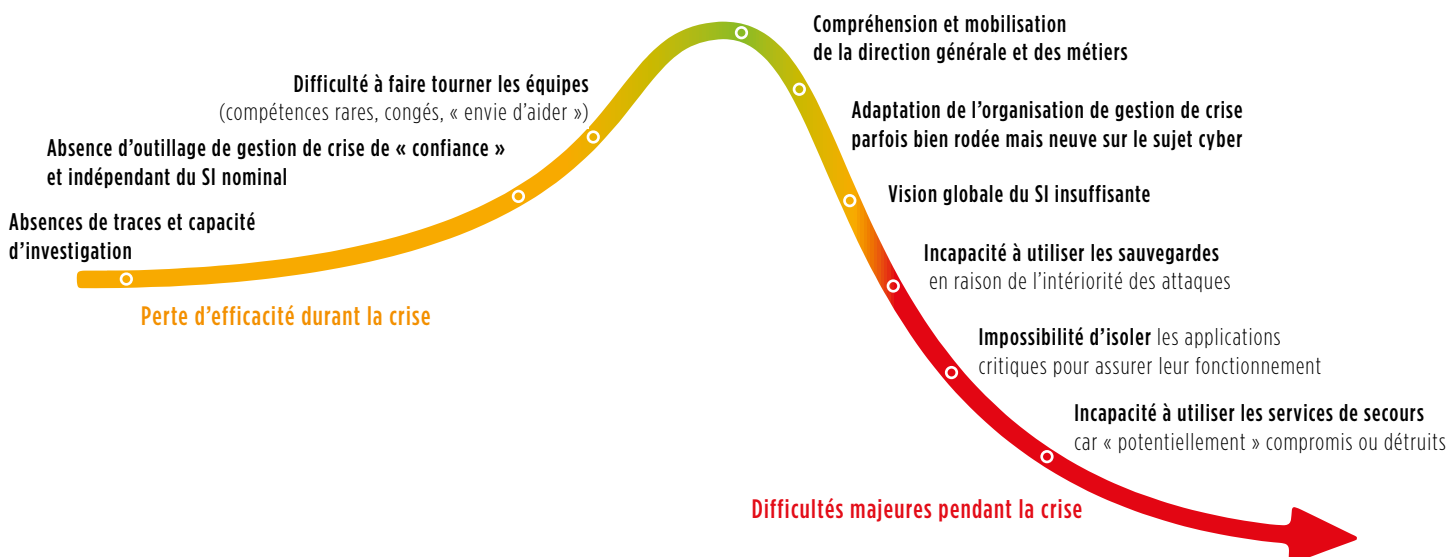 Compréhension et mobilisation
de la direction générale et des métiers
Difficulté à faire tourner les équipes
(compétences rares, congés, « envie d'aider »)
Adaptation de l'organisation de gestion de crise
parfois bien rodée mais neuve sur le sujet cyber
Absence d'outillage de gestion de crise de « confiance »
et indépendant du SI nominal
Vision globale du SI insuffisante
Absences de traces et capacité
d'investigation
Incapacité à utiliser les sauvegardes
en raison de l'intériorité des attaques
Perte d'efficacité durant la crise
Impossibilité d'isoler les applications
critiques pour assurer leur fonctionnement
Incapacité à utiliser les services de secours
car « potentiellement » compromis ou détruits
Difficultés majeures pendant la crise